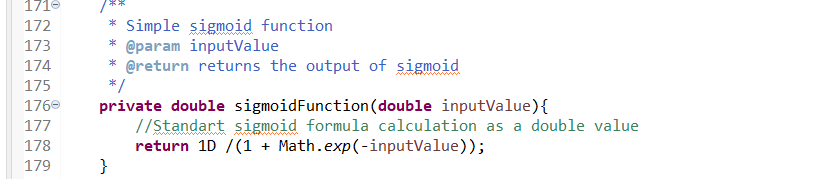 171 /**
172 * Simple sigmoid function
173 * @param inputValue
174 * @return returns the output of sigmoid
175 */
176 private double sigmoidFunction(double inputValue){
177 //Standart sigmoid formula calculation as a double value
178 return 1D /(1 + Math.exp(-inputValue));
179 }